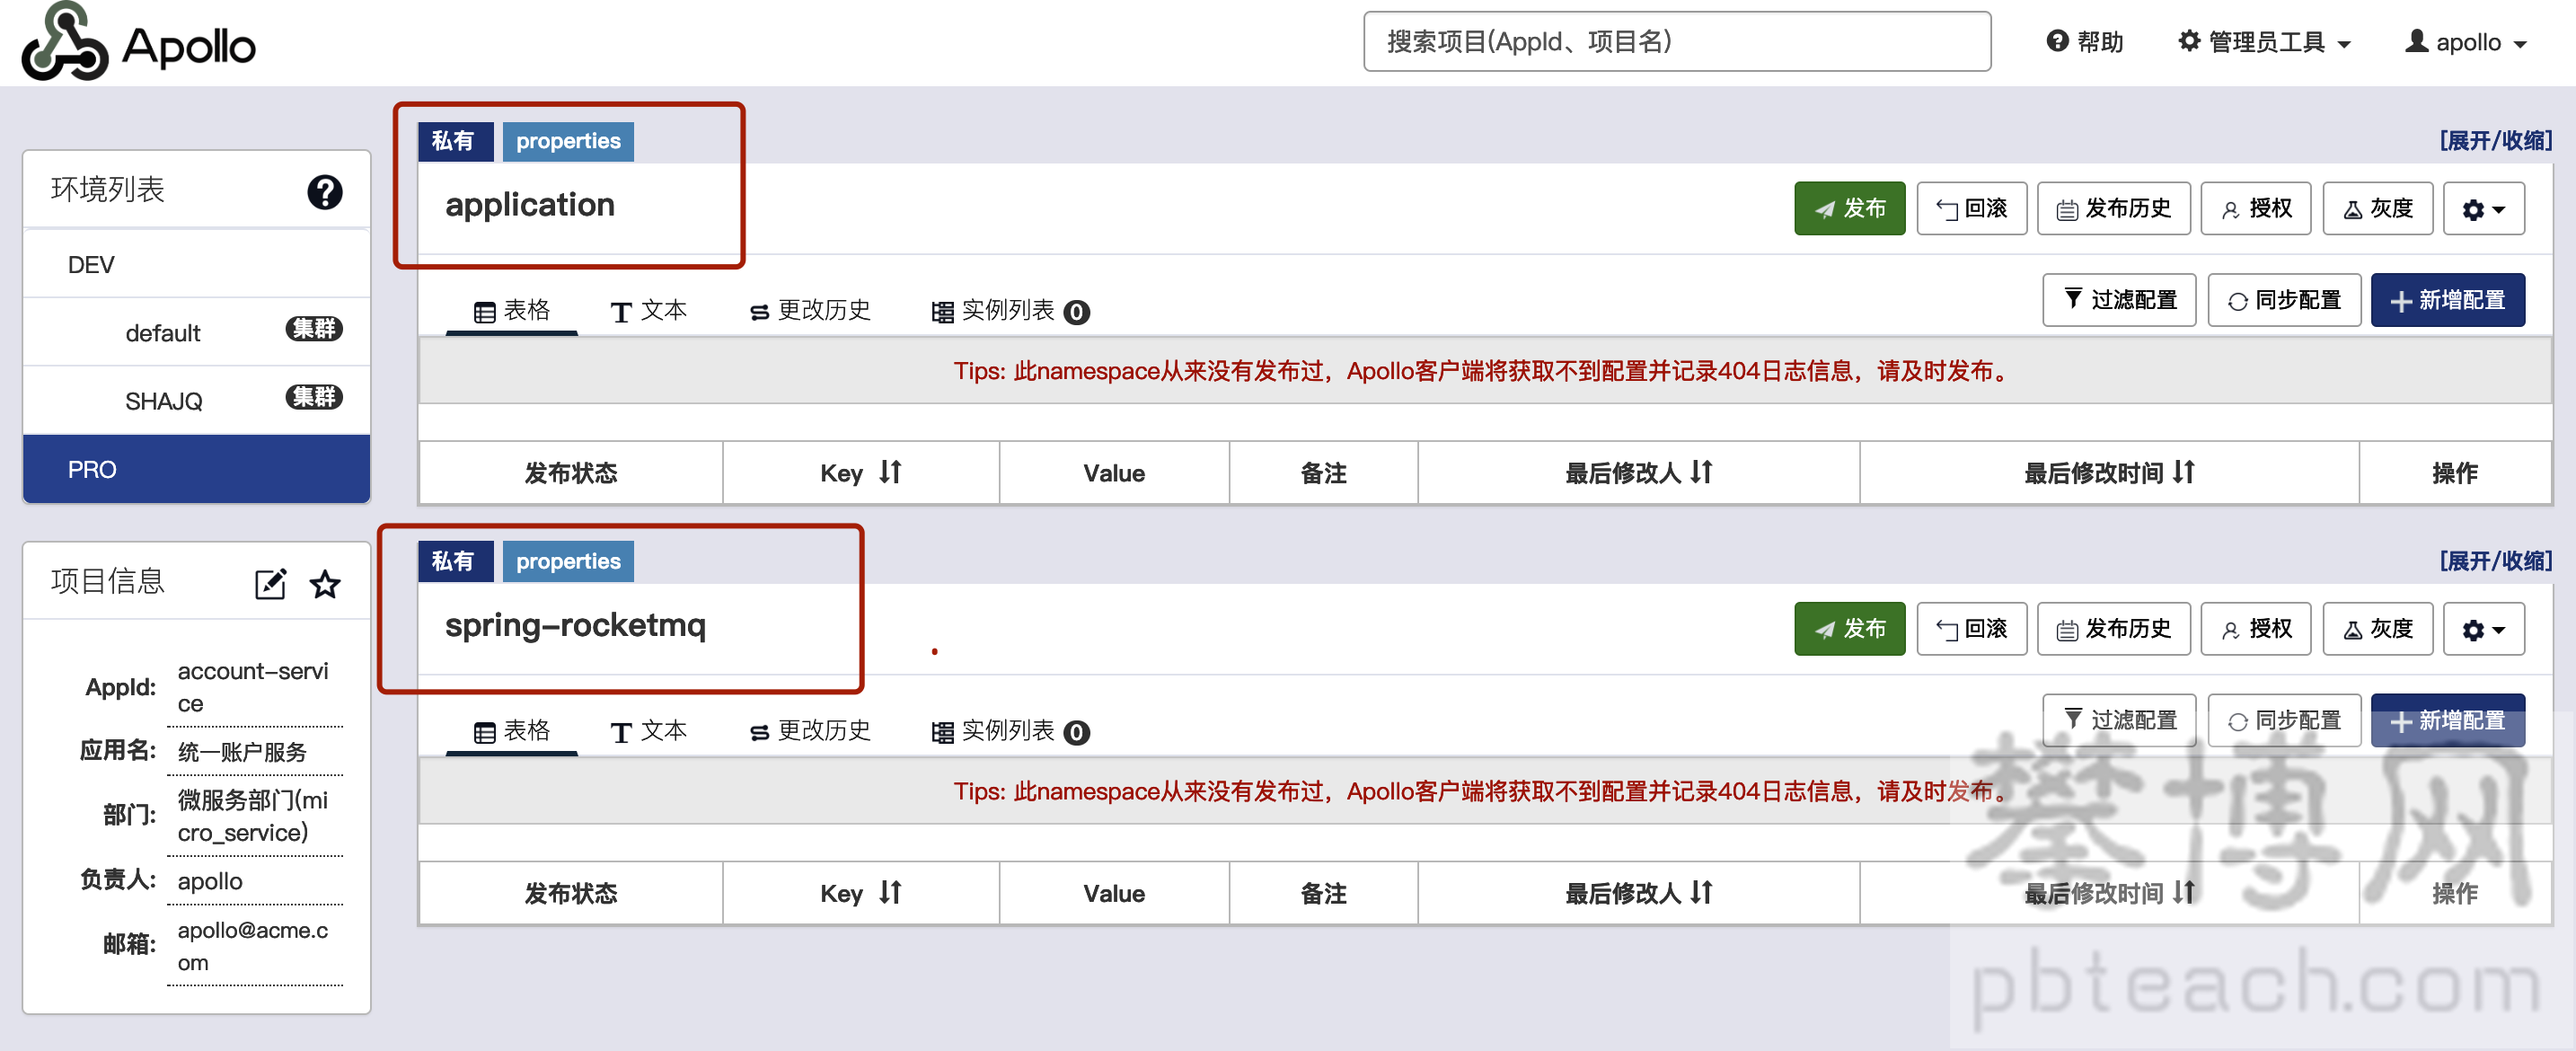 Apollo
搜索项目(AppId、项目名)
帮助
管理员工具
apollo
环境列表
DEV
default 集群
SHAJQ 集群
PRO
项目信息
AppId: account-servi
ce
应用名: 统一账户服务
部门: 微服务部门(mi
cro_service)
负责人: apollo
邮箱: apollo@acme.c
om
私有 properties [展开/收缩]
application
发布 回滚 发布历史 授权 灰度
表格 文本 更改历史 实例列表 0
过滤配置 同步配置 新增配置
Tips: 此namespace从来没有发布过，Apollo客户端将获取不到配置并记录404日志信息，请及时发布。
发布状态 Key Value 备注 最后修改人 最后修改时间 操作
私有 properties [展开/收缩]
spring-rocketmq
发布 回滚 发布历史 授权 灰度
表格 文本 更改历史 实例列表 0
过滤配置 同步配置 新增配置
Tips: 此namespace从来没有发布过，Apollo客户端将获取不到配置并记录404日志信息，请及时发布。
发布状态 Key Value 备注 最后修改人 最后修改时间 操作
攀博网
pbteach.com